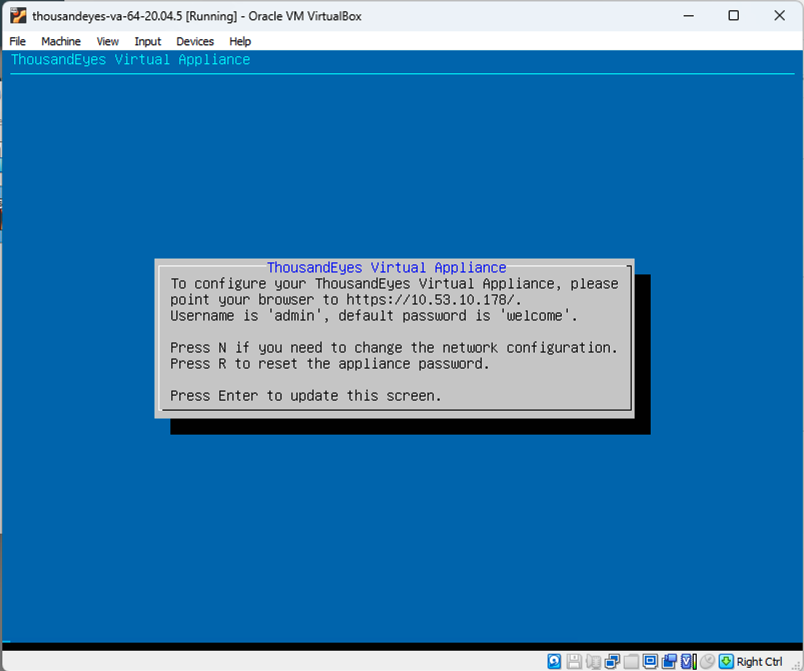 thousandeyes-va-64-20.04.5 [Running] - Oracle VM VirtualBox
File Machine View Input Devices Help
ThousandEyes Virtual Appliance
ThousandEyes Virtual Appliance
To configure your ThousandEyes Virtual Appliance, please
point your browser to https://10.53.10.178/.
Username is 'admin', default password is 'welcome'.
Press N if you need to change the network configuration.
Press R to reset the appliance password.
Press Enter to update this screen.
Right Ctrl